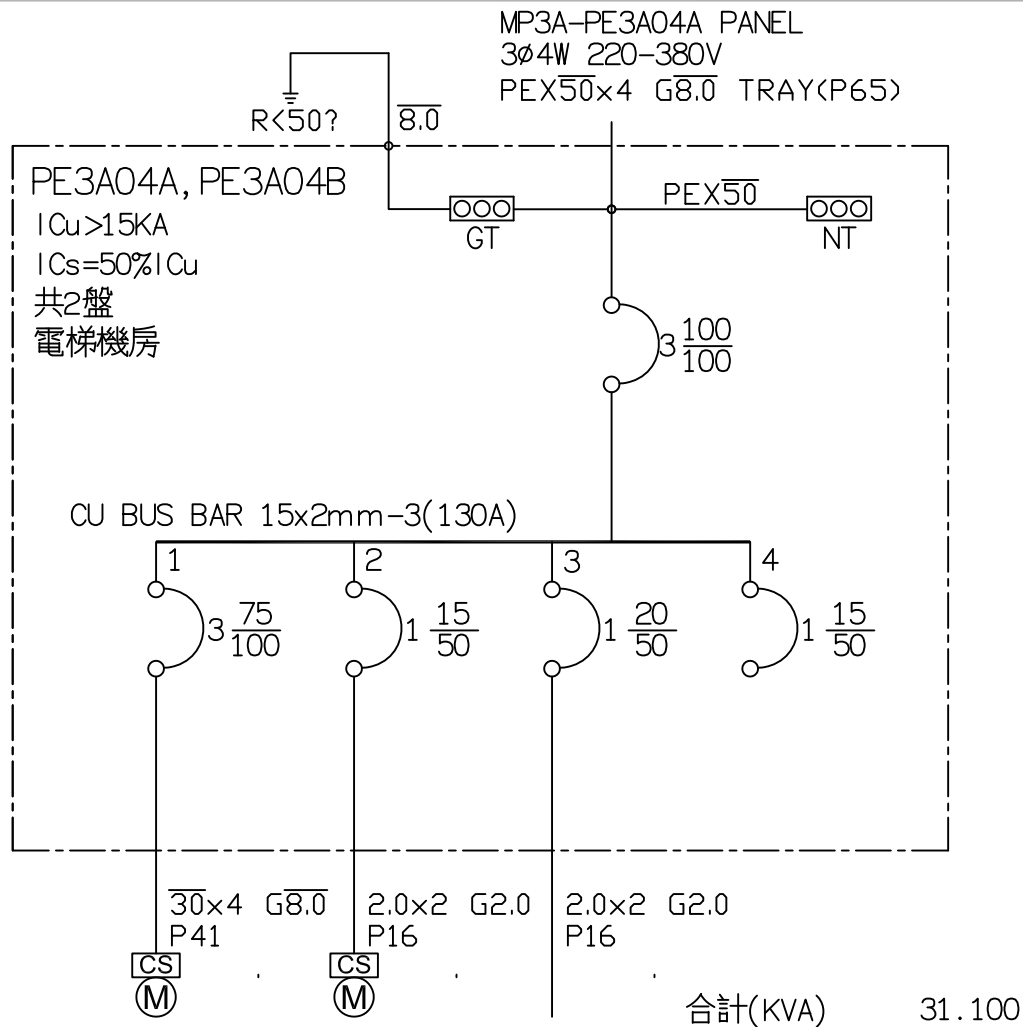 MP3A-PE3A04A PANEL
3ø4W 220-380V
PEX50x4 G8.0 TRAY(P65)
R<50?
8.0
PE3A04A, PE3A04B
ICu>15KA
ICs=50%ICu
共2盤
電梯機房
GT
PEX50
NT
3 100
100
CU BUS BAR 15x2mm-3(130A)
1
2
3
4
3 75
100
1 15
50
1 20
50
1 15
50
30x4 G8.0
P41
2.0x2 G2.0
P16
2.0x2 G2.0
P16
CS
M
CS
M
合計(KVA) 31.100